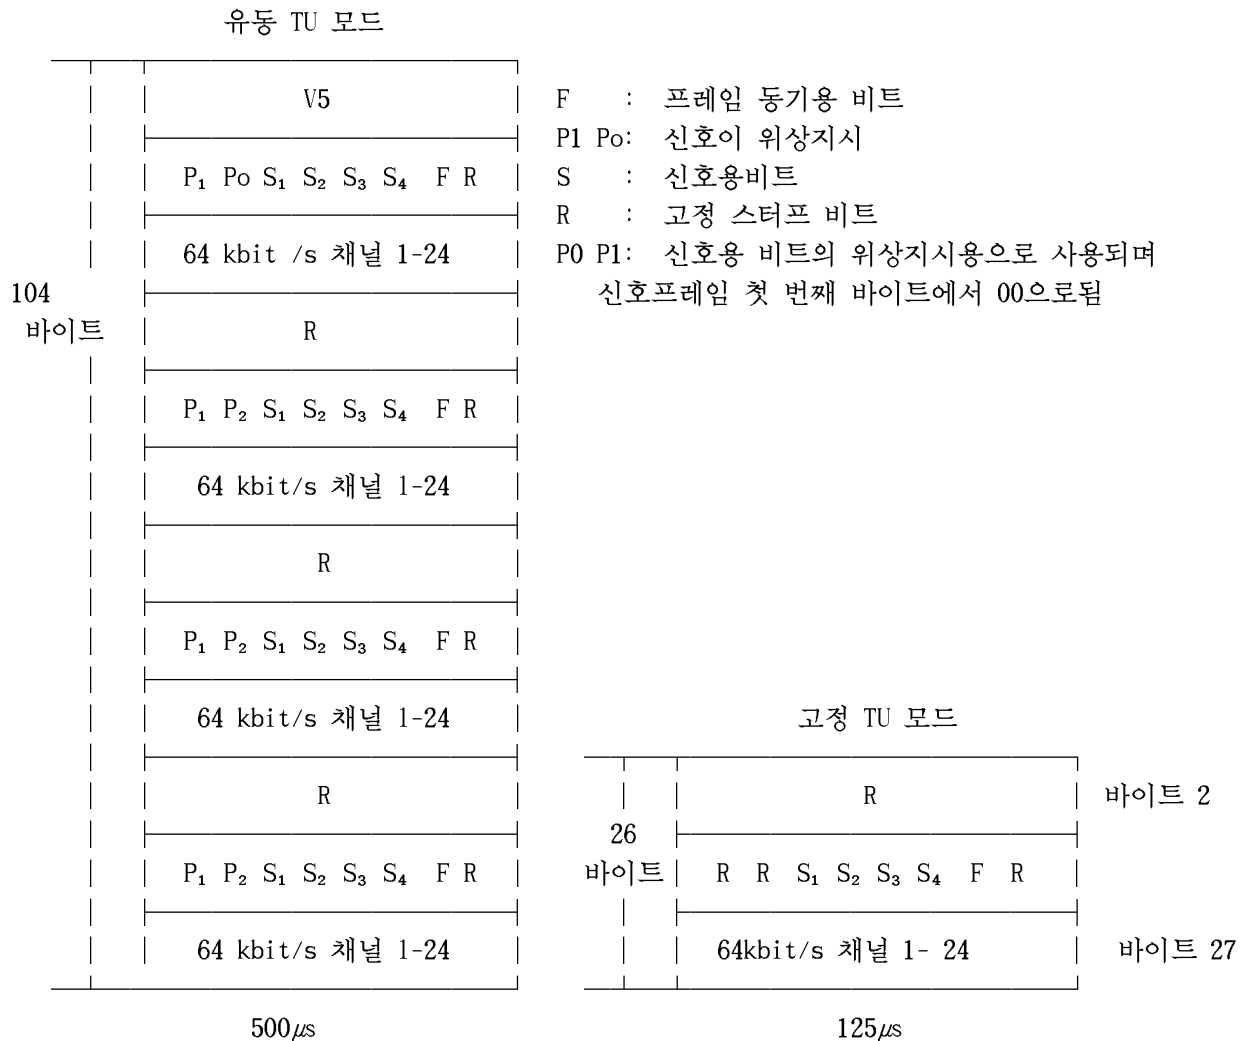 유동 TU 모드
V5
P₁ Po S₁ S₂ S₃ S₄ F R
64 kbit /s 채널 1-24
R
P₁ P₂ S₁ S₂ S₃ S₄ F R
64 kbit/s 채널 1-24
R
P₁ P₂ S₁ S₂ S₃ S₄ F R
64 kbit/s 채널 1-24
R
P₁ P₂ S₁ S₂ S₃ S₄ F R
64 kbit/s 채널 1-24
104
바이트
500㎲
F : 프레임 동기용 비트
P1 Po: 신호이 위상지시
S : 신호용비트
R : 고정 스터프 비트
P0 P1: 신호용 비트의 위상지시용으로 사용되며
신호프레임 첫 번째 바이트에서 00으로됨
고정 TU 모드
R
바이트 2
26
바이트
R R S₁ S₂ S₃ S₄ F R
64kbit/s 채널 1- 24
바이트 27
125㎲